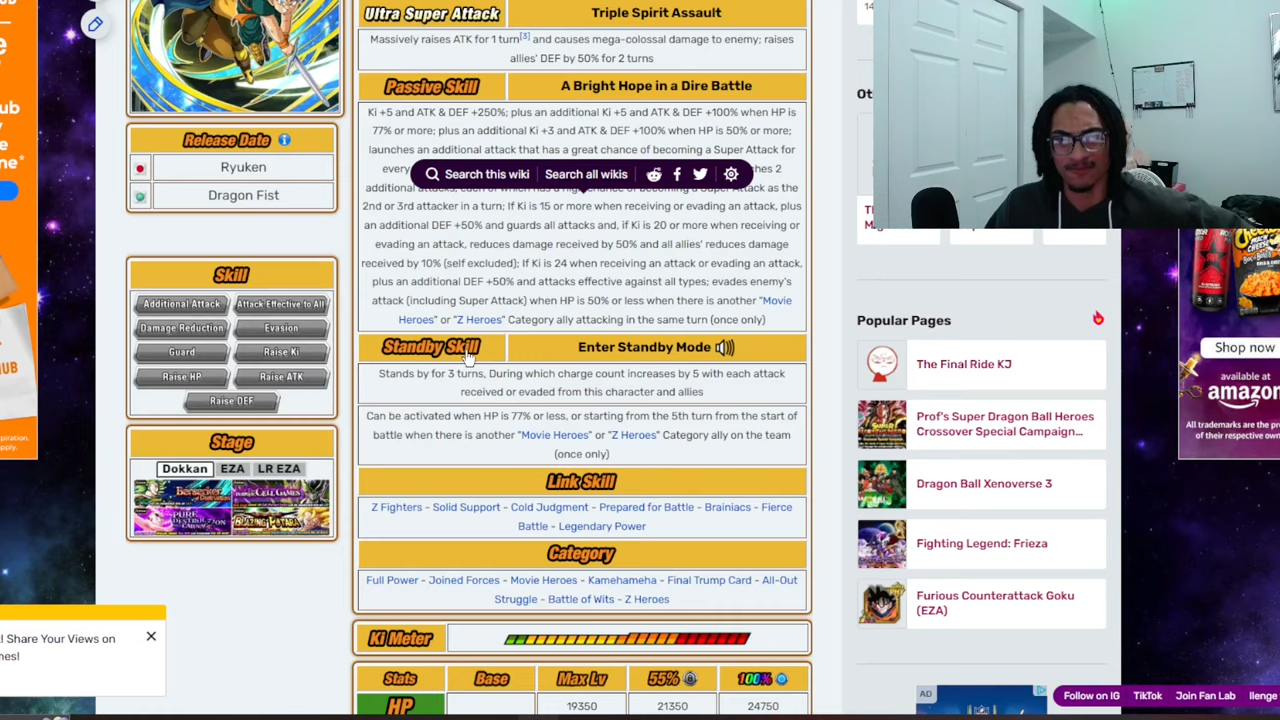 Ultra Super Attack
Triple Spirit Assault
Massively raises ATK for 1 turn[3] and causes mega-colossal damage to enemy; raises
allies' DEF by 50% for 2 turns
Passive Skill
A Bright Hope in a Dire Battle
Ki +5 and ATK & DEF +250%; plus an additional Ki +5 and ATK & DEF +100% when HP is
77% or more; plus an additional Ki +3 and ATK & DEF +100% when HP is 50% or more;
launches an additional attack that has a great chance of becoming a Super Attack for
every
Search this wiki
Search all wikis
hes 2
additional
as the
2nd or 3rd attacker in a turn; If Ki is 15 or more when receiving or evading an attack, plus
an additional DEF +50% and guards all attacks and, if Ki is 20 or more when receiving or
evading an attack, reduces damage received by 50% and all allies' reduces damage
received by 10% (self excluded); If Ki is 24 when receiving an attack or evading an attack,
plus an additional DEF +50% and attacks effective against all types; evades enemy's
attack (including Super Attack) when HP is 50% or less when there is another "Movie
Heroes" or "Z Heroes" Category ally attacking in the same turn (once only)
Standby Skill
Enter Standby Mode
Stands by for 3 turns, During which charge count increases by 5 with each attack
received or evaded from this character and allies
Can be activated when HP is 77% or less, or starting from the 5th turn from the start of
battle when there is another "Movie Heroes" or "Z Heroes" Category ally on the team
(once only)
Link Skill
Z Fighters - Solid Support - Cold Judgment - Prepared for Battle - Brainiacs - Fierce
Battle - Legendary Power
Category
Full Power - Joined Forces - Movie Heroes - Kamehameha - Final Trump Card - All-Out
Struggle - Battle of Wits - Z Heroes
Ki Meter
Stats
Base
Max Lv
55%
100%
HP
19350
21350
24750
Release Date
Ryuken
Dragon Fist
Skill
Additional Attack
Attack Effective to All
Damage Reduction
Evasion
Guard
Raise Ki
Raise HP
Raise ATK
Raise DEF
Stage
Dokkan
EZA
LR EZA
! Share Your Views on
mes!
Popular Pages
The Final Ride KJ
Prof's Super Dragon Ball Heroes
Crossover Special Campaign...
Dragon Ball Xenoverse 3
Fighting Legend: Frieza
Furious Counterattack Goku
(EZA)
Shop now
available at
amazon
All trademarks are the pr
of their respective own
AD
Follow on IG
TikTok
Join Fan Lab
llenge